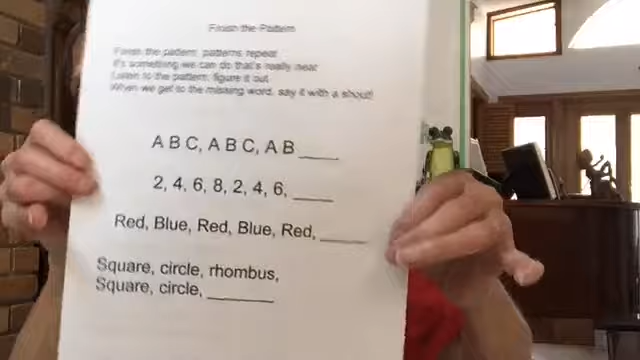 Finish the Pattern
Finish the pattern, patterns repeat
It's something we can do that's really neat
Listen to the pattern, figure it out
When we get to the missing word, say it with a shout!
A B C, A B C, A B ____
2, 4, 6, 8, 2, 4, 6, ____
Red, Blue, Red, Blue, Red, _____
Square, circle, rhombus,
Square, circle, _______